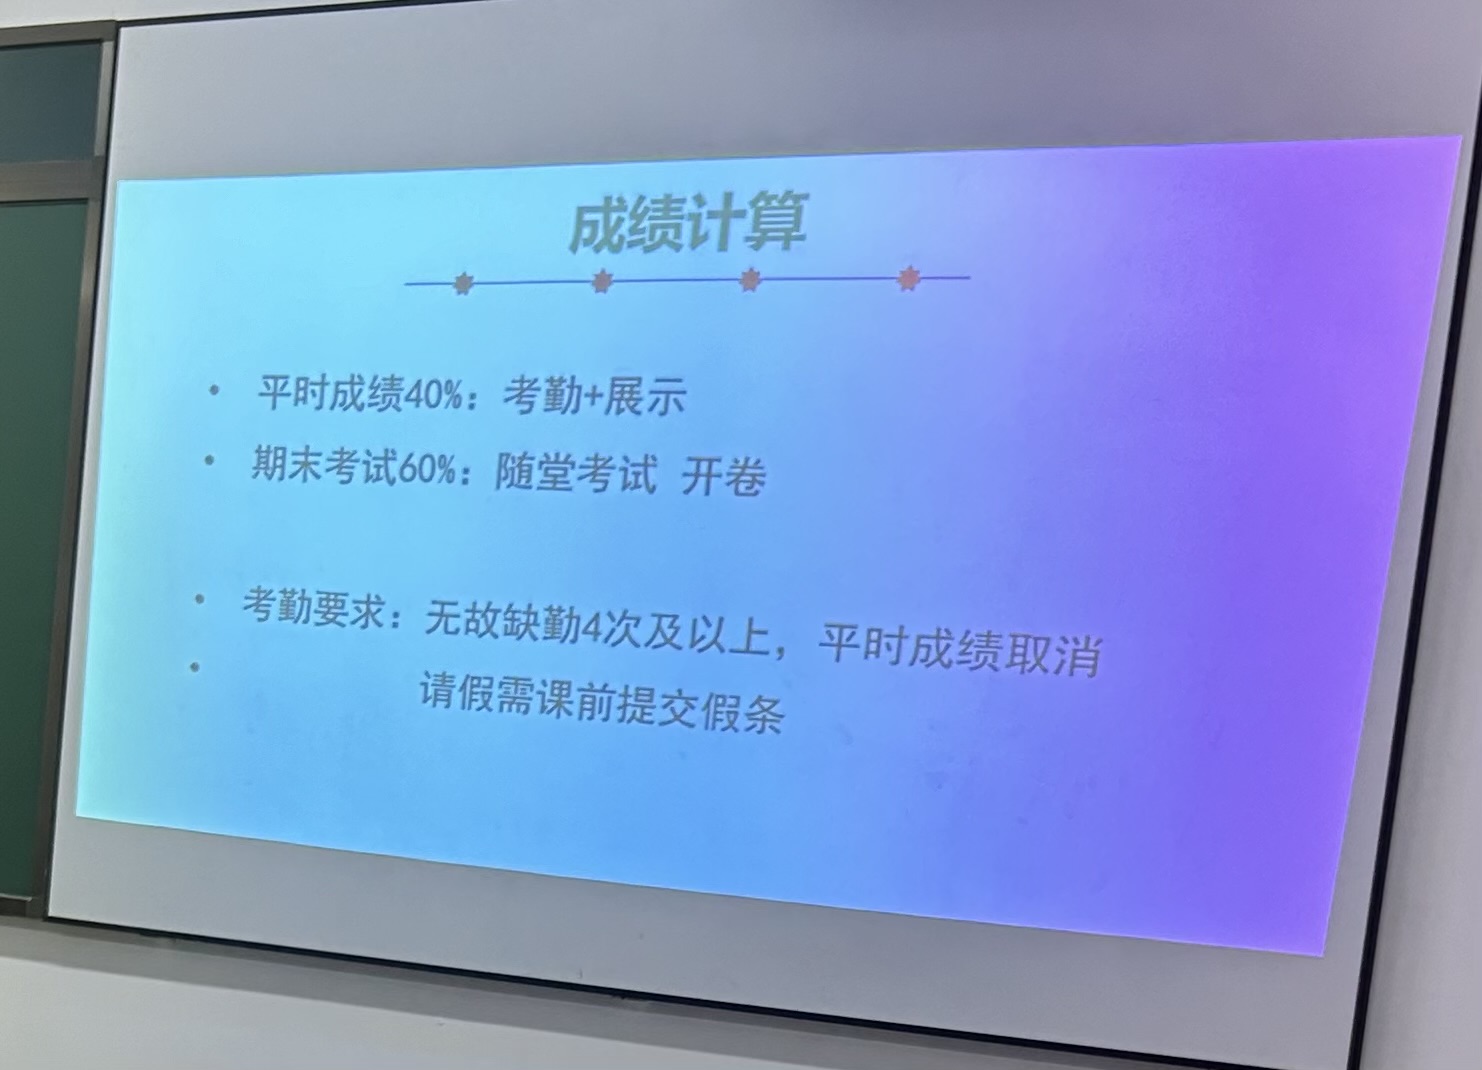 成绩计算
• 平时成绩40%：考勤+展示
• 期末考试60%：随堂考试 开卷
• 考勤要求：无故缺勤4次及以上，平时成绩取消
• 请假需课前提交假条